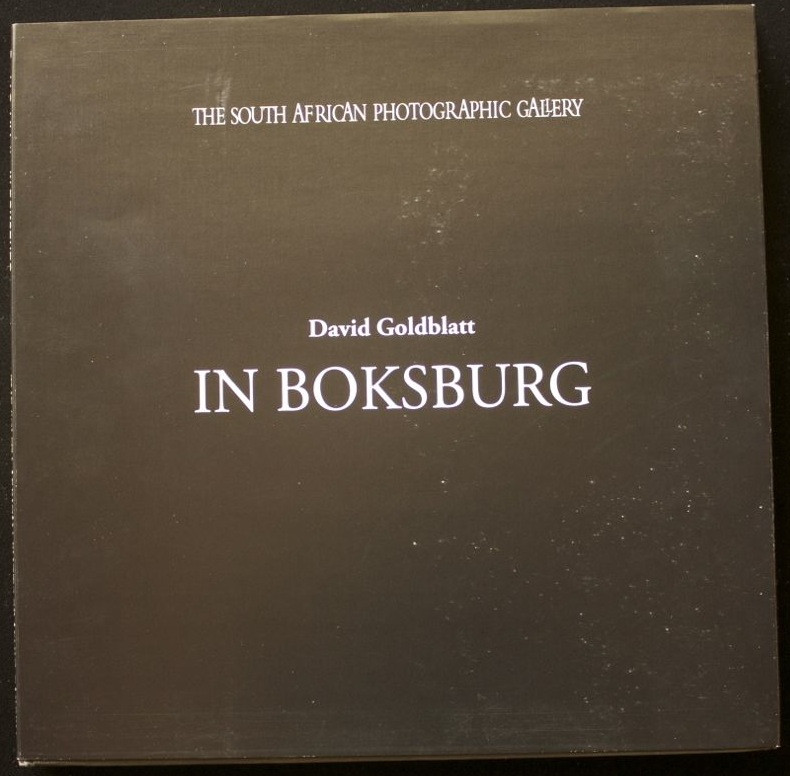 THE SOUTH AFRICAN PHOTOGRAPHIC GALLERY
David Goldblatt
IN BOKSBURG